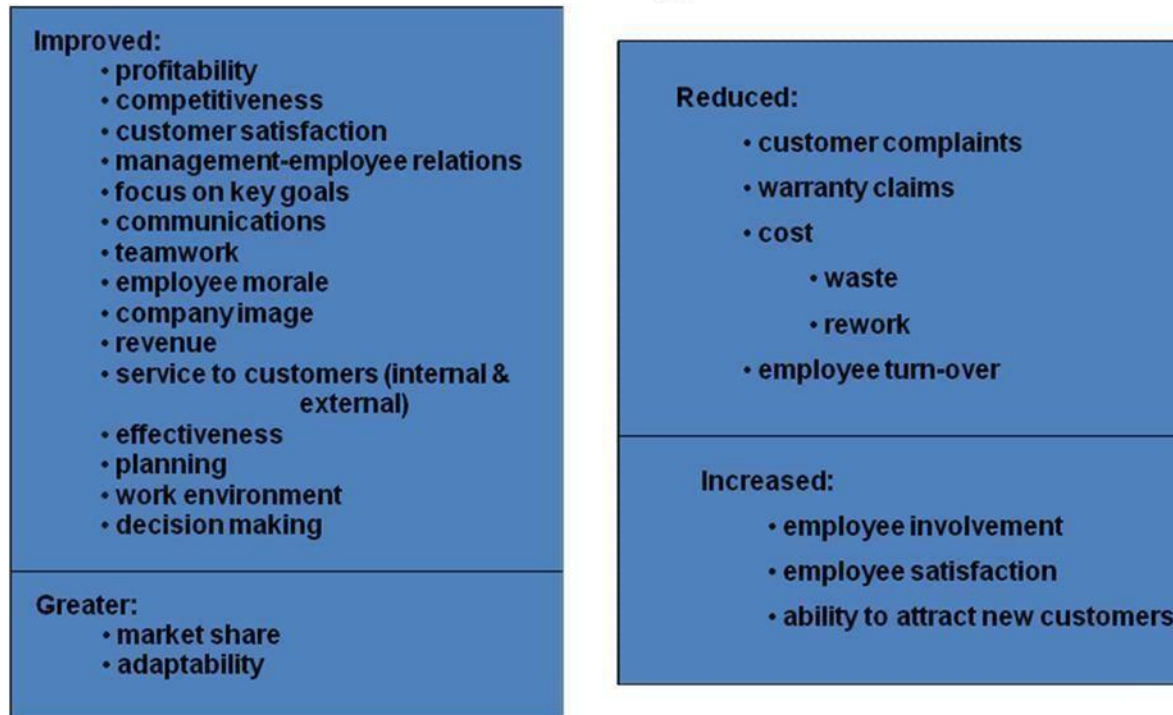 Improved:
• profitability
• competitiveness
• customer satisfaction
• management-employee relations
• focus on key goals
• communications
• teamwork
• employee morale
• company image
• revenue
• service to customers (internal &
external)
• effectiveness
• planning
• work environment
• decision making
Greater:
• market share
• adaptability
Reduced:
• customer complaints
• warranty claims
• cost
• waste
• rework
• employee turn-over
Increased:
• employee involvement
• employee satisfaction
• ability to attract new customers